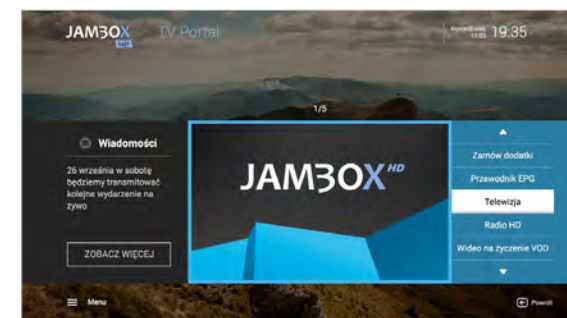 JAMBOX TV Portal
19:35
1/5
Wiadomości
26 września w sobotę
będziemy transmitować
kolejne wydarzenie na
żywo
ZOBACZ WIĘCEJ
JAMBOX HD
Zamów dodatki
Przewodnik EPG
Telewizja
Radio HD
Wideo na życzenie VOD
Menu
Powrót